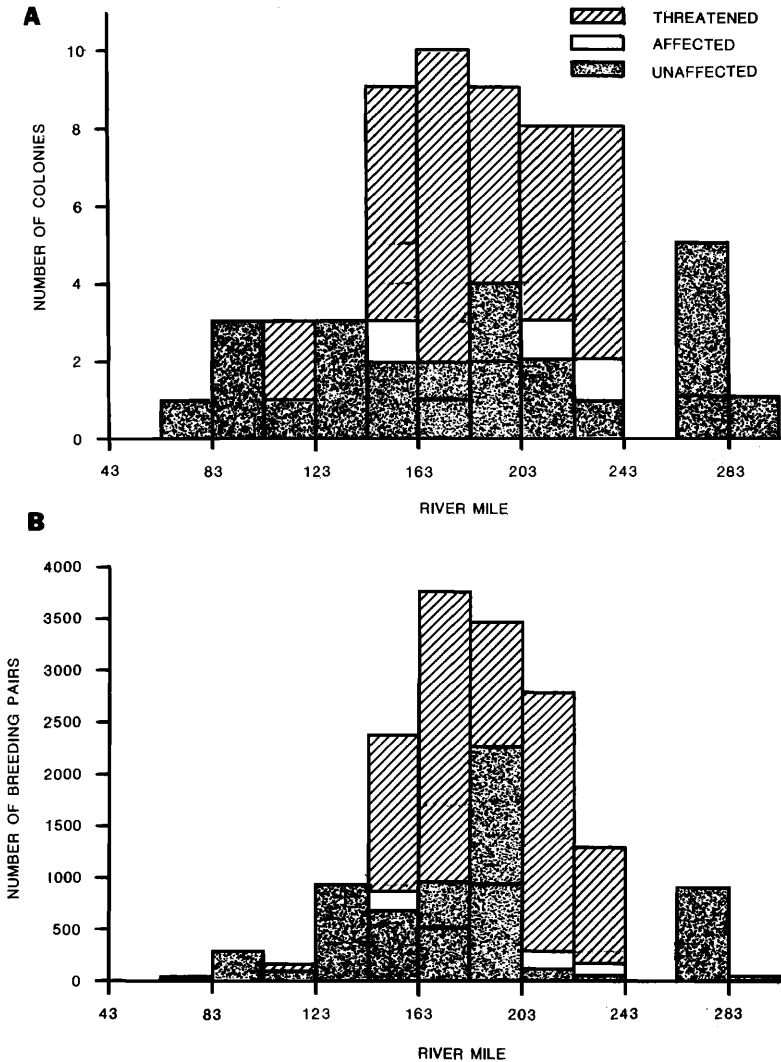 A
THREATENED
AFFECTED
UNAFFECTED
10
8
6
4
2
0
NUMBER OF COLONIES
43 83 123 163 203 243 283
RIVER MILE
B
4000
3500
3000
2500
2000
1500
1000
500
0
NUMBER OF BREEDING PAIRS
43 83 123 163 203 243 283
RIVER MILE